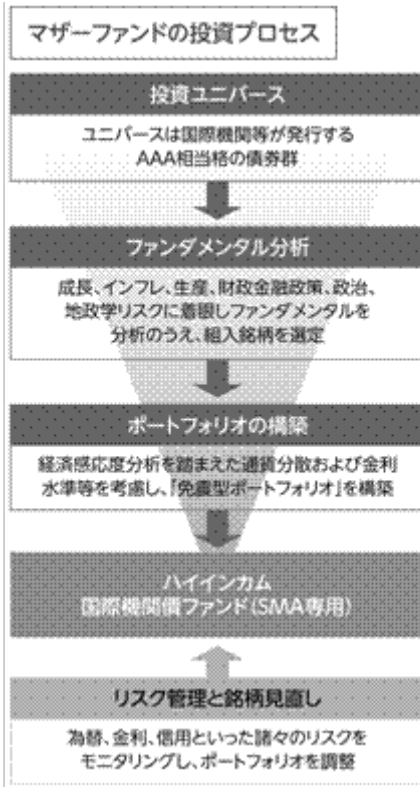 マザーファンドの投資プロセス
投資ユニバース
ユニバースは国際機関等が発行する
AAA相当格の債券群
ファンダメンタル分析
成長、インフレ、生産、財政金融政策、政治、
地政学リスクに着眼しファンダメンタルを
分析のうえ、組入銘柄を選定
ポートフォリオの構築
経済感応度分析を踏まえた通貨分散および金利
水準等を考慮し、「免震型ポートフォリオ」を構築
ハイインカム
国際機関債ファンド(SMA専用)
リスク管理と銘柄見直し
為替、金利、信用といった諸々のリスクを
モニタリングし、ポートフォリオを調整